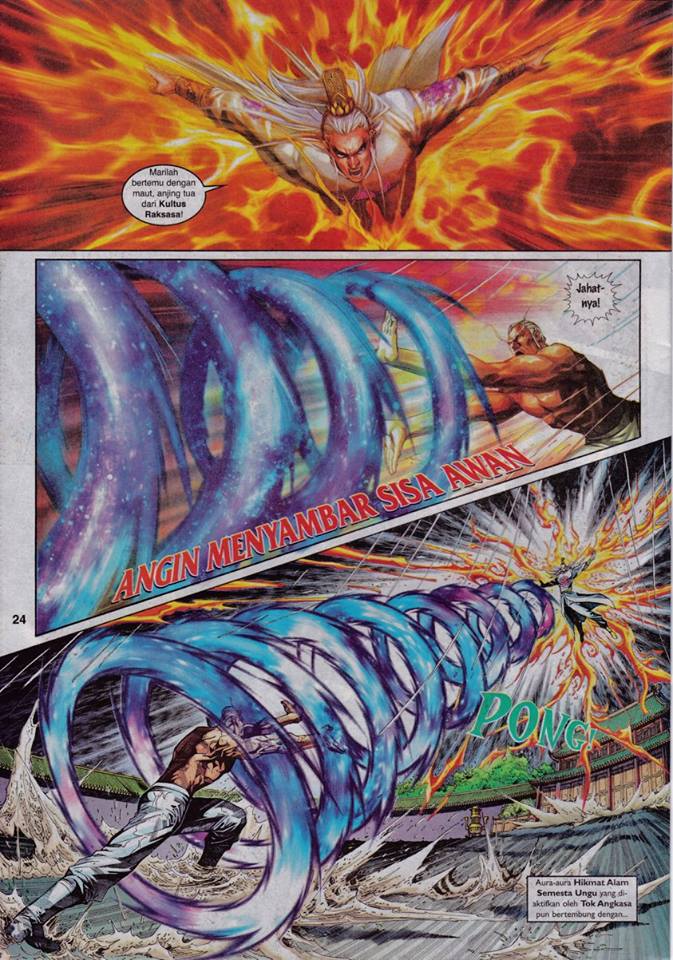 Marilah
bertemu dengan
maut, anjing tua
dari Kultus
Raksasa!
Jahat-
nya!
ANGIN MENYAMBAR SISA AWAN
24
PONG!
Aura-aura Hikmat Alam
Semesta Ungu yang di-
aktifkan oleh Tok Angkasa
pun bertembung dengan...